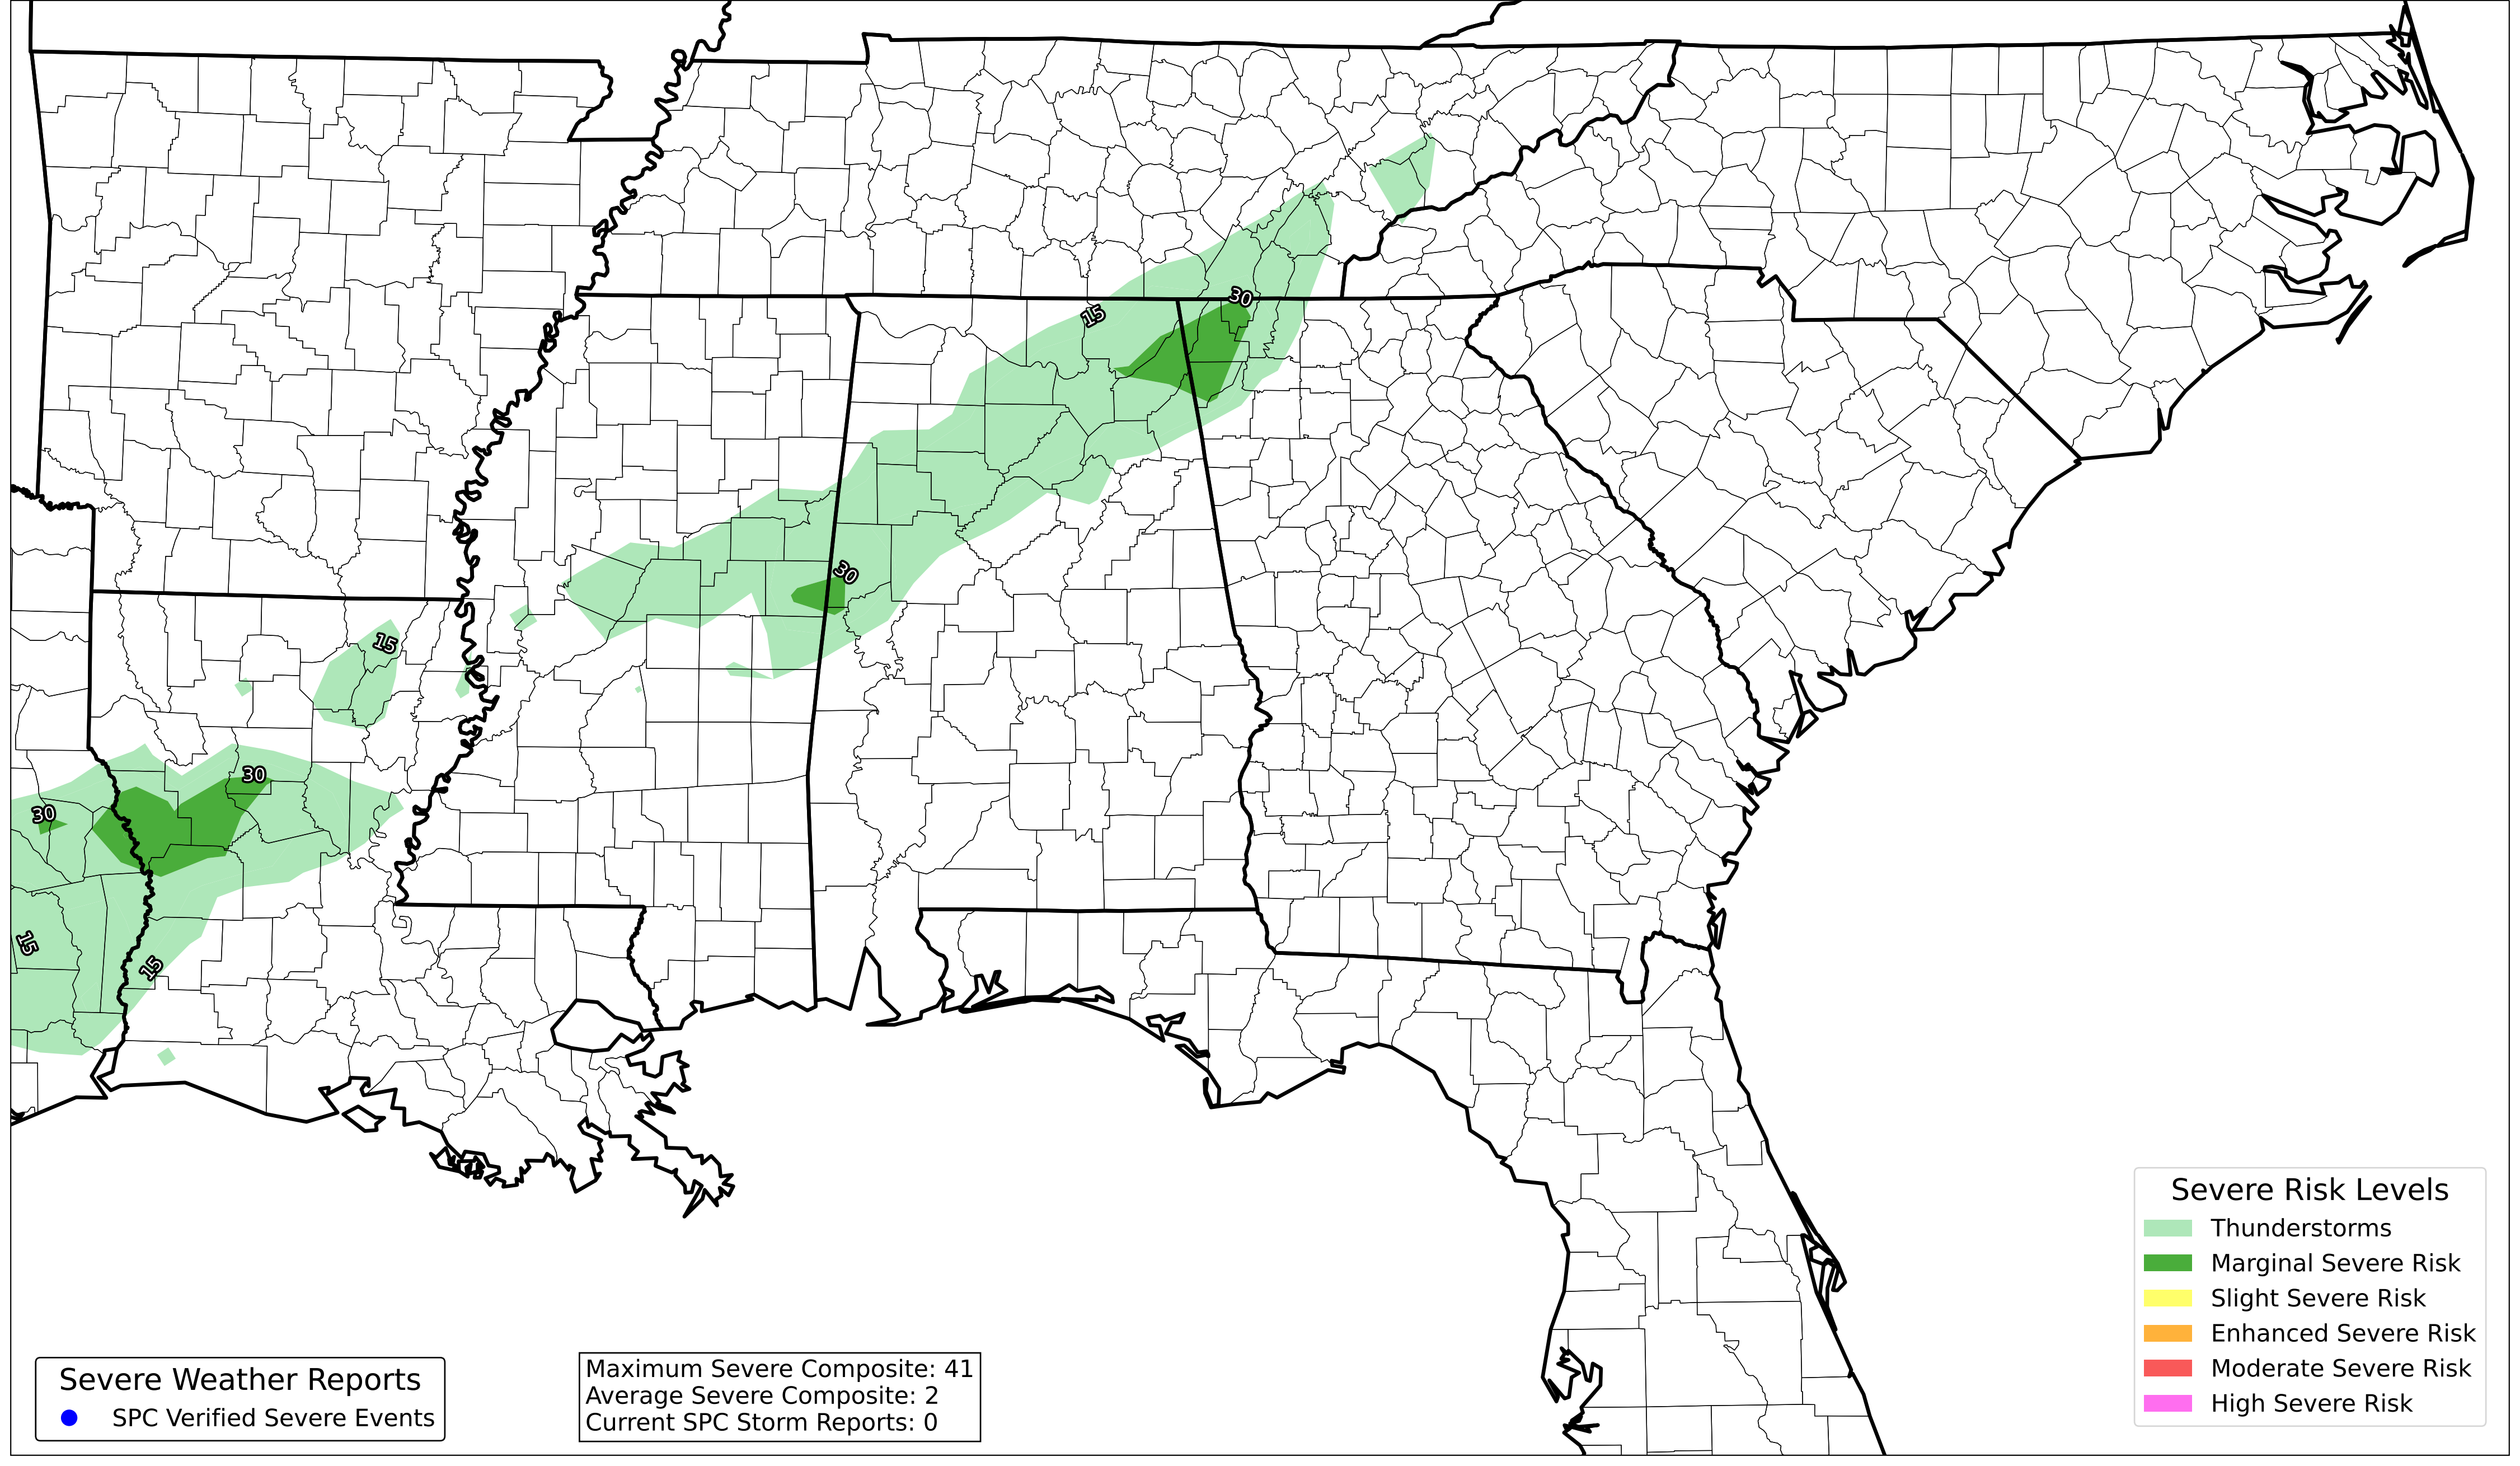 30
15
30
15
30
30
15
15
Severe Risk Levels
Thunderstorms
Marginal Severe Risk
Slight Severe Risk
Enhanced Severe Risk
Moderate Severe Risk
High Severe Risk
Severe Weather Reports
SPC Verified Severe Events
Maximum Severe Composite: 41
Average Severe Composite: 2
Current SPC Storm Reports: 0